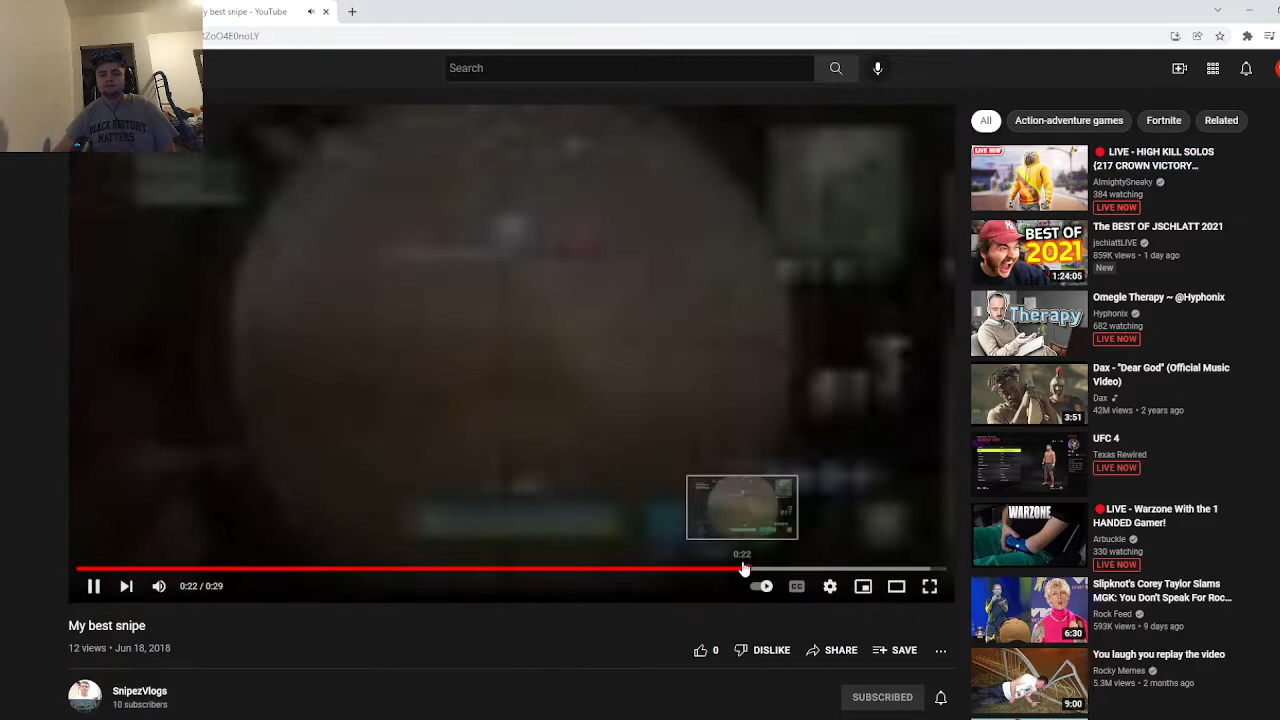 My best snipe - YouTube
ZoO4E0noLY
Search
BLACK HISTORY
MATTERS
All
Action-adventure games
Fortnite
Related
LIVE NOW
LIVE - HIGH KILL SOLOS
{217 CROWN VICTORY...
AlmightySneaky
384 watching
LIVE NOW
BEST OF
2021
1:24:05
The BEST OF JSCHLATT 2021
jschlattLIVE
859K views • 1 day ago
New
Therapy
Omegle Therapy ~ @Hyphonix
Hyphonix
682 watching
LIVE NOW
3:51
Dax - "Dear God" (Official Music
Video)
Dax
42M views • 2 years ago
UFC 4
Texas Rewired
LIVE NOW
WARZONE
LIVE - Warzone With the 1
HANDED Gamer!
Arbuckle
330 watching
LIVE NOW
6:30
Slipknot's Corey Taylor Slams
MGK: You Don't Speak For Roc...
Rock Feed
593K views • 9 days ago
9:00
You laugh you replay the video
Rocky Memes
5.3M views • 2 months ago
0:22
0:22 / 0:29
CC
My best snipe
12 views • Jun 18, 2018
0
DISLIKE
SHARE
SAVE
SnipezVlogs
10 subscribers
SUBSCRIBED